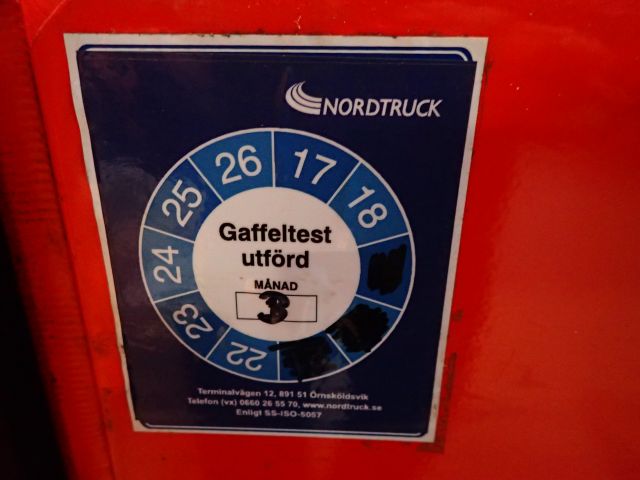 NORDTRUCK
26
17
18
25
24
23
22
Gaffeltest
utförd
MÅNAD
3
Terminalvägen 12, 891 51 Örnsköldsvik
Telefon (vx) 0660 26 55 70, www.nordtruck.se
Enligt SS-ISO-5057